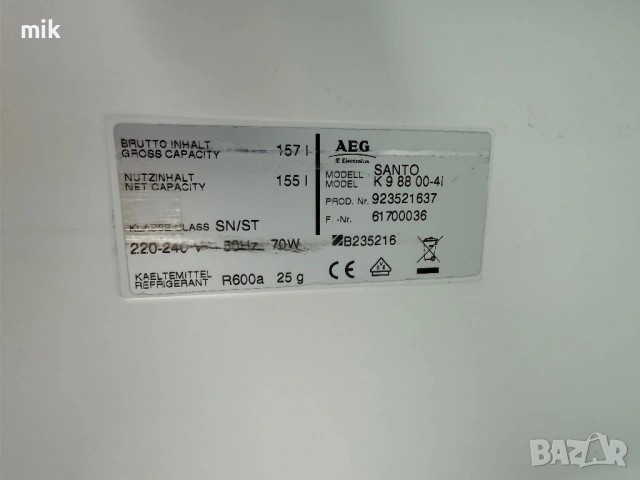 mik
BRUTTO INHALT
GROSS CAPACITY 157 l
NUTZINHALT
NET CAPACITY 155 l
KLASSE CLASS SN/ST
220-240 V 50Hz 70W
KAELTEMITTEL
REFRIGERANT R600a 25 g
AEG
Electrolux
MODELL SANTO
MODEL K 9 88 00-4i
PROD. Nr. 923521637
F. -Nr. 61700036
B235216
CE
BAZAR.bg